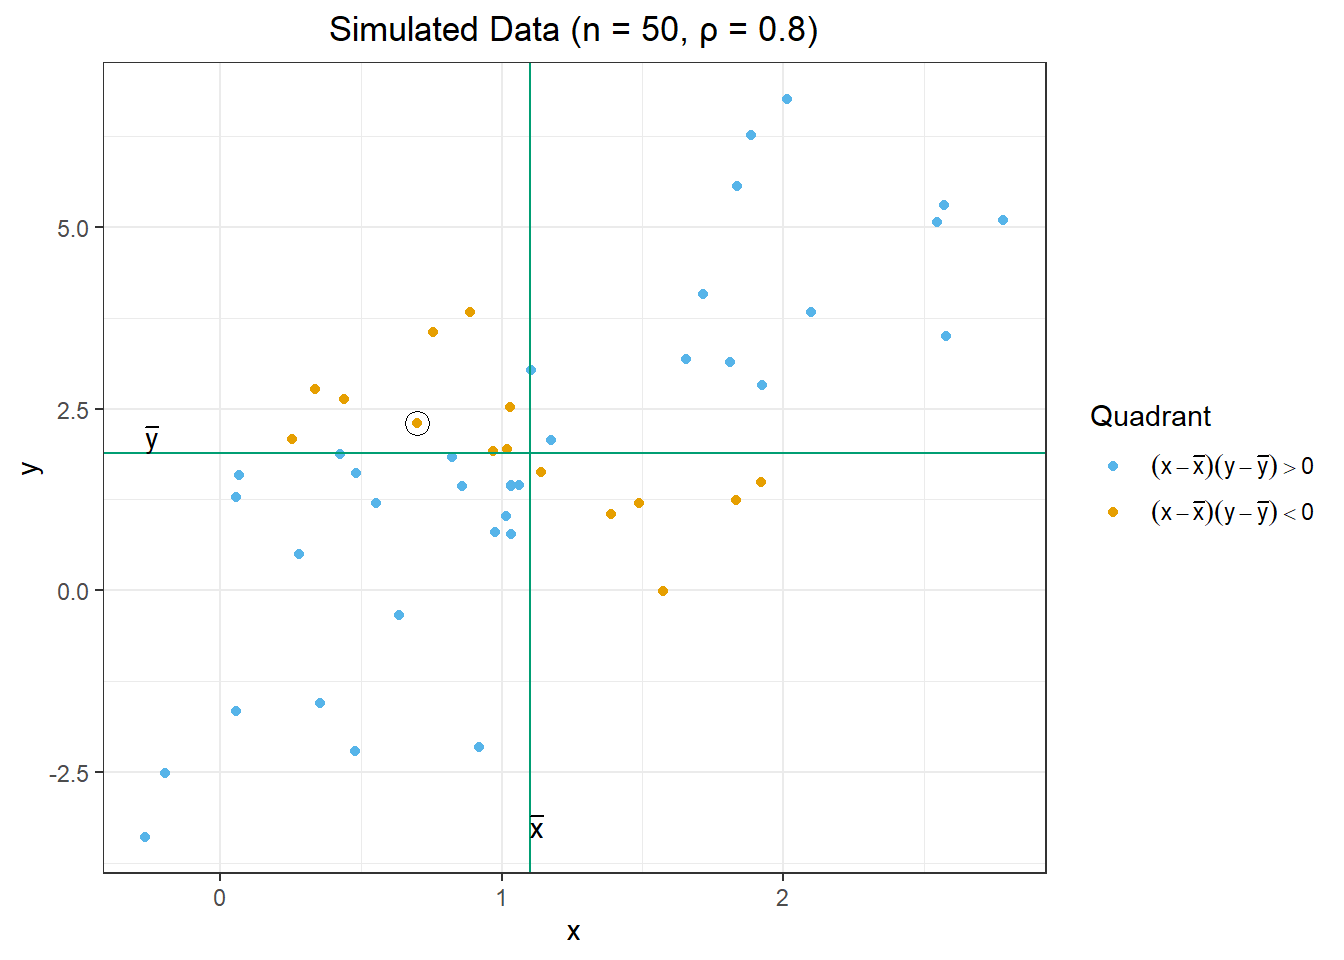 Simulated Data (n = 50, ρ = 0.8)
5.0
2.5
0.0
-2.5
y
y̅
x̅
0
1
2
x
Quadrant
(x − x̅)(y − y̅) > 0
(x − x̅)(y − y̅) < 0